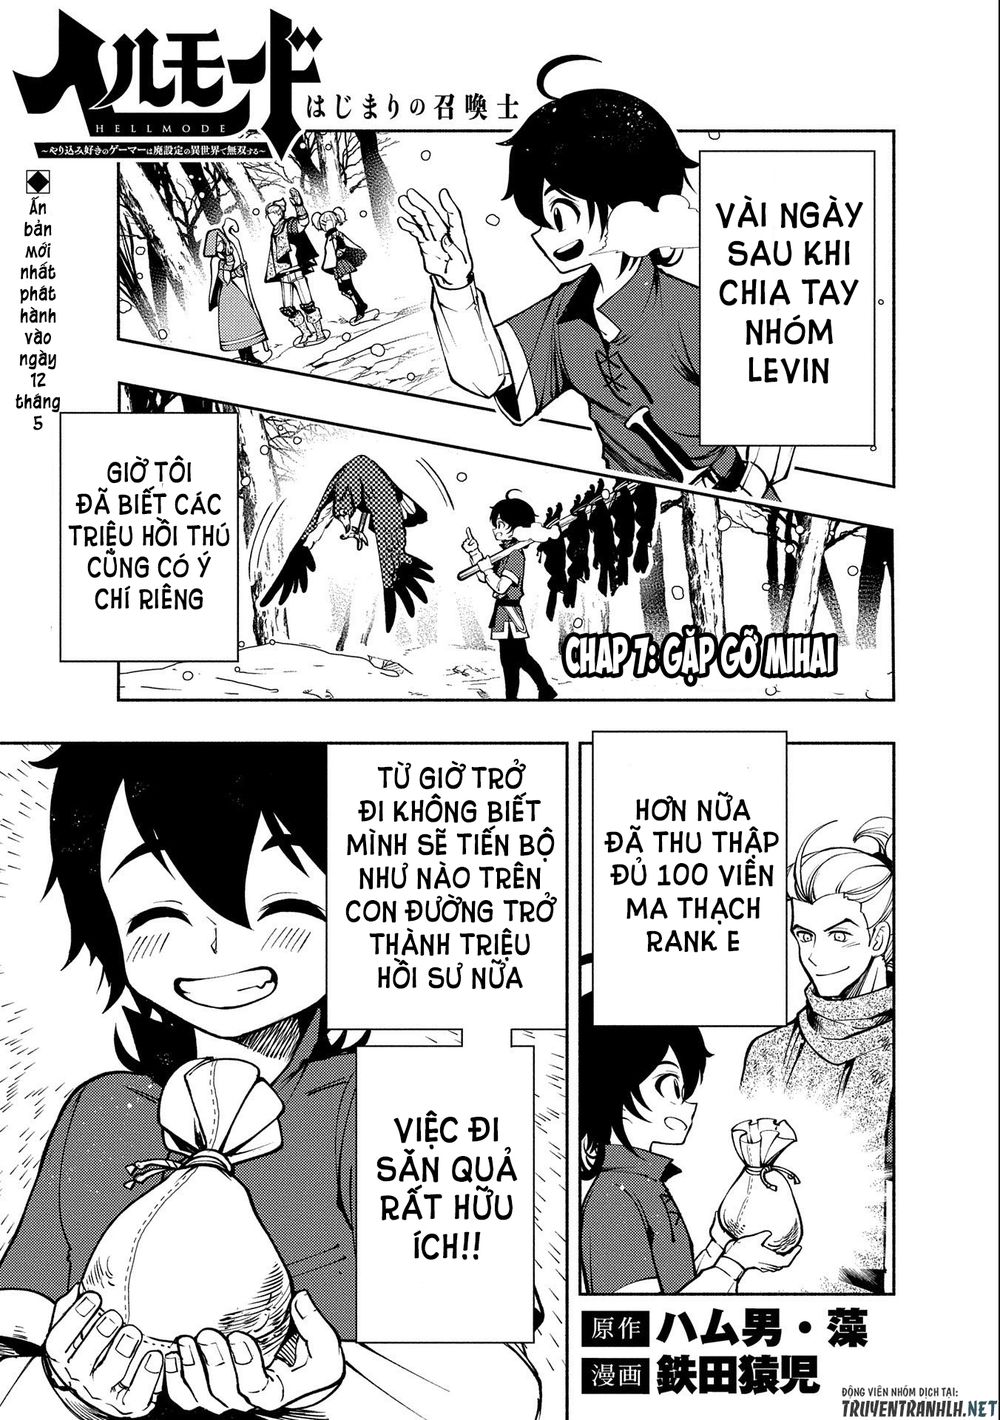 ヘルモード
HELLMODE
はじまりの召喚士
～やり込み好きのゲーマーは廃設定の異世界で無双する～
Ấn
bản
mới
nhất
phát
hành
vào
ngày
12
tháng
5
VÀI NGÀY
SAU KHI
CHIA TAY
NHÓM
LEVIN
GIỜ TÔI
ĐÃ BIẾT CÁC
TRIỆU HỒI THÚ
CŨNG CÓ Ý
CHÍ RIÊNG
CHAP 7: GẶP GỠ MIHAI
HƠN NỮA
ĐÃ THU THẬP
ĐỦ 100 VIÊN
MA THẠCH
RANK E
TỪ GIỜ TRỞ
ĐI KHÔNG BIẾT
MÌNH SẼ TIẾN BỘ
NHƯ NÀO TRÊN
CON ĐƯỜNG TRỞ
THÀNH TRIỆU
HỒI SƯ NỮA
VIỆC ĐI
SĂN QUẢ
RẤT HỮU
ÍCH!!
原作 ハム男・藻
漫画 鉄田猿児
ĐỘNG VIÊN NHÓM DỊCH TẠI:
TRUYENTRANHLH.NET